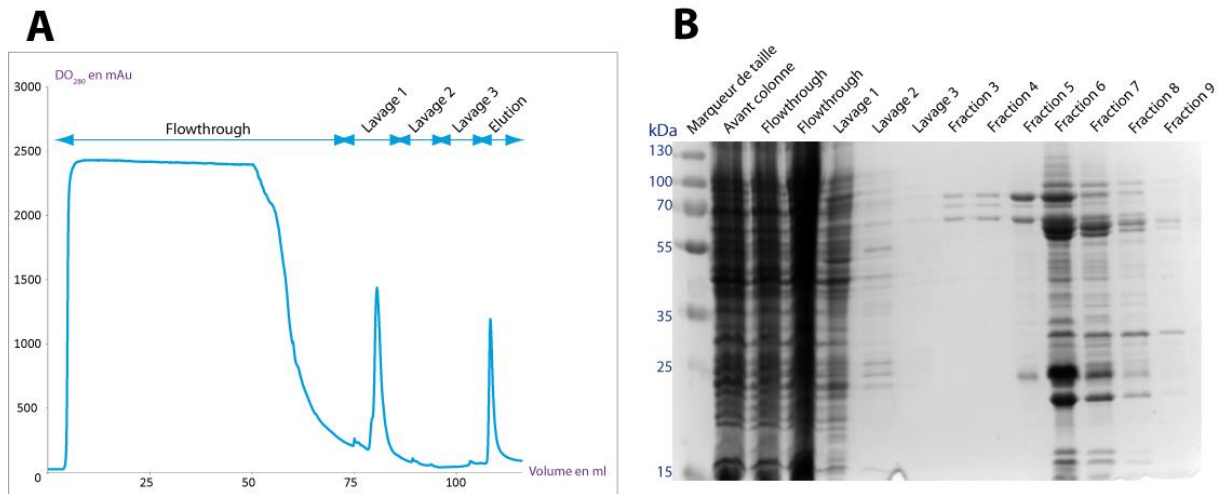 A
DO280 en mAu
3000
2500
2000
1500
1000
500
0
Flowthrough
Lavage 1
Lavage 2
Lavage 3
Elution
25
50
75
100
Volume en ml
B
kDa
Marqueur de taille
Avant colonne
Flowthrough
Flowthrough
Lavage 1
Lavage 2
Lavage 3
Fraction 3
Fraction 4
Fraction 5
Fraction 6
Fraction 7
Fraction 8
Fraction 9
130
100
70
55
35
25
15